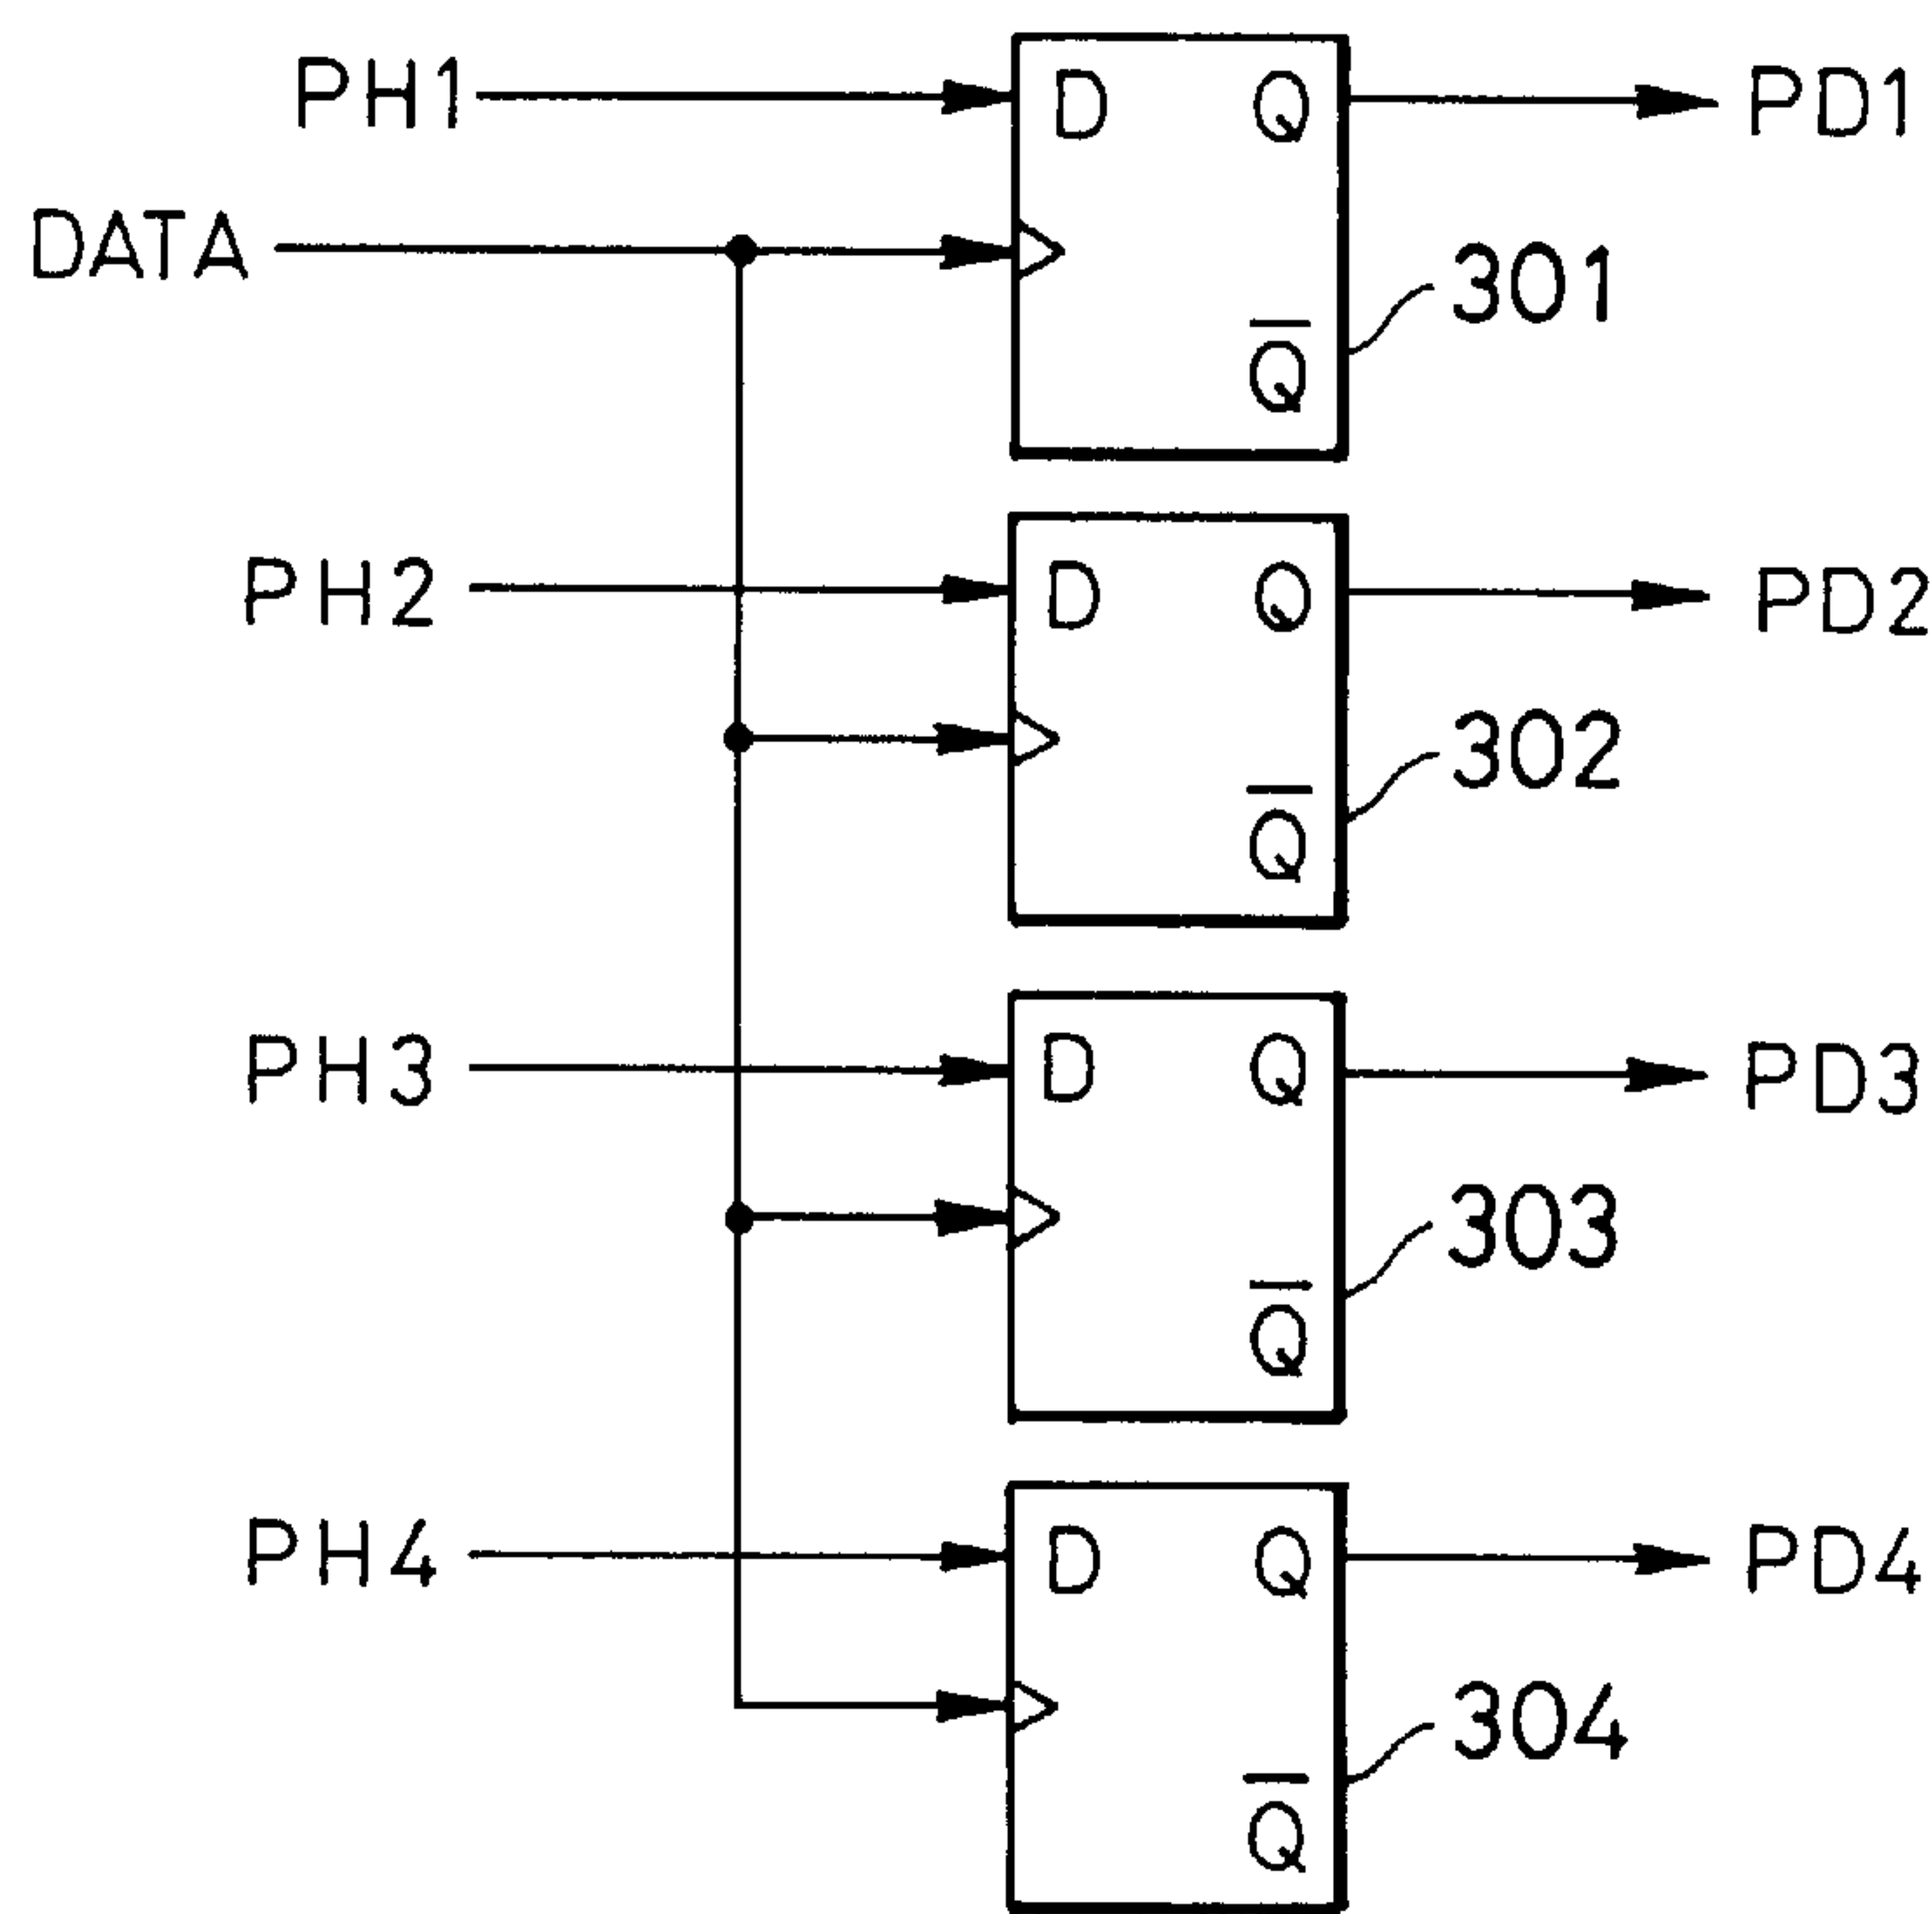 PH1 D Q PD1
DATA
301
Q̅
PH2 D Q PD2
302
Q̅
PH3 D Q PD3
303
Q̅
PH4 D Q PD4
304
Q̅